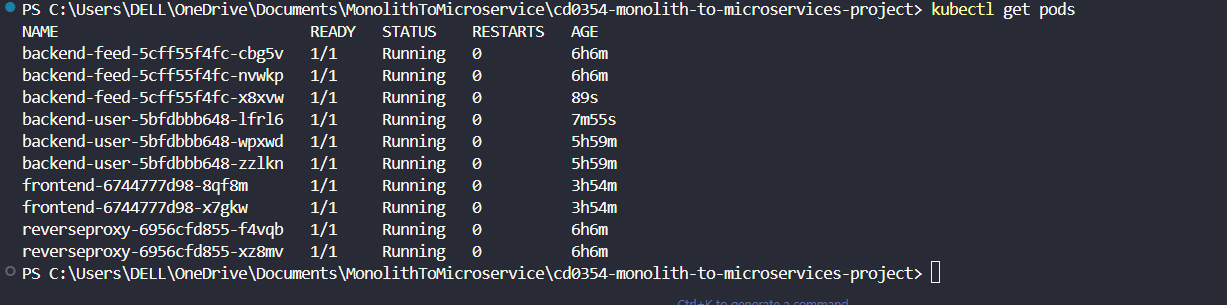 PS C:\Users\DELL\OneDrive\Documents\MonolithToMicroservice\cd0354-monolith-to-microservices-project> kubectl get pods
NAME READY STATUS RESTARTS AGE
backend-feed-5cff55f4fc-cbg5v 1/1 Running 0 6h6m
backend-feed-5cff55f4fc-nvwkp 1/1 Running 0 6h6m
backend-feed-5cff55f4fc-x8xvw 1/1 Running 0 89s
backend-user-5bfdbbb648-lfrl6 1/1 Running 0 7m55s
backend-user-5bfdbbb648-wpxwd 1/1 Running 0 5h59m
backend-user-5bfdbbb648-zzlkn 1/1 Running 0 5h59m
frontend-6744777d98-8qf8m 1/1 Running 0 3h54m
frontend-6744777d98-x7gkw 1/1 Running 0 3h54m
reverseproxy-6956cfd855-f4vqb 1/1 Running 0 6h6m
reverseproxy-6956cfd855-xz8mv 1/1 Running 0 6h6m
PS C:\Users\DELL\OneDrive\Documents\MonolithToMicroservice\cd0354-monolith-to-microservices-project>
Ctrl+K to generate a command